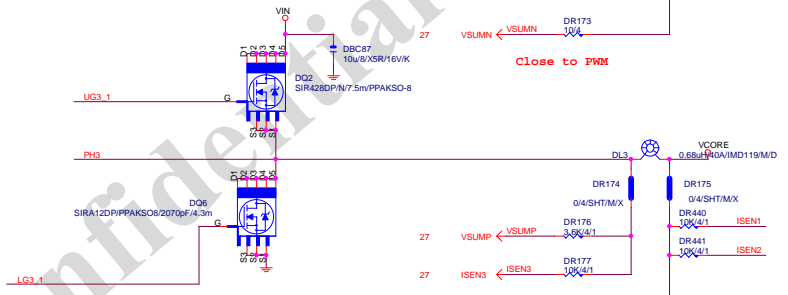 VIN
D1
D2
D3
D4
D5
DBC87
10u/8/X5R/16V/K
DQ2
SIR428DP/N/7.5m/PPAKSO-8
UG3_1
G
S3
S2
S1
PH3
D1
D2
D3
D4
D5
DQ6
SIRA12DP/PPAKSO8/2070pF/4.3m
G
S3
S2
S1
LG3_1
27 VSUMN VSUMN
DR173
10/4
Close to PWM
DL3
VCORE
0.68uH/40A/IMD119/M/D
DR174
0/4/SHT/M/X
DR175
0/4/SHT/M/X
27 VSUMP VSUMP
DR176
3.6K/4/1
27 ISEN3 ISEN3
DR177
10K/4/1
DR440
10K/4/1
ISEN1
DR441
10K/4/1
ISEN2
nfidential